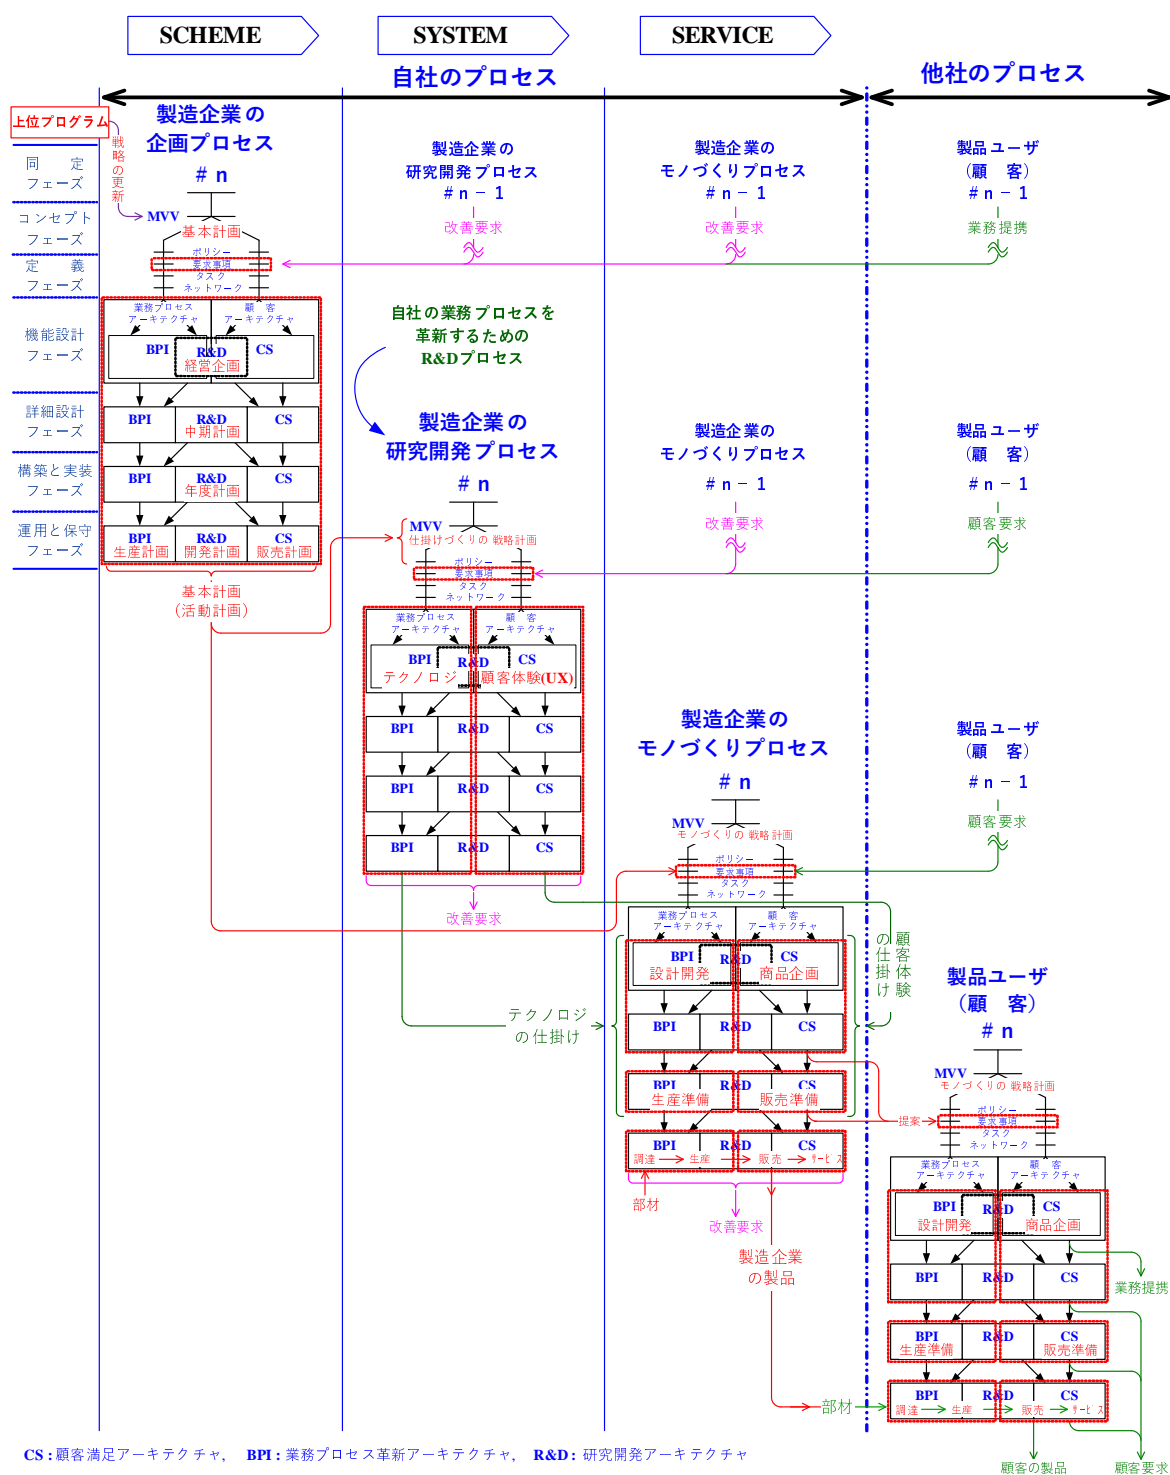 SCHEME
SYSTEM
SERVICE
自社のプロセス
他社のプロセス
上位プログラム
戦略の更新
製造企業の
企画プロセス
# n
MVV
基本計画
ポリシー
要求事項
タスク
ネットワーク
同 定
フェーズ
コンセプト
フェーズ
定 義
フェーズ
機能設計
フェーズ
詳細設計
フェーズ
構築と実装
フェーズ
運用と保守
フェーズ
製造企業の
研究開発プロセス
# n - 1
改善要求
製造企業の
モノづくりプロセス
# n - 1
改善要求
製品ユーザ
(顧 客)
# n - 1
業務提携
業務プロセス
アーキテクチャ
顧 客
アーキテクチャ
BPI
R&D
CS
経営企画
BPI
R&D
CS
中期計画
BPI
R&D
CS
年度計画
BPI
R&D
CS
生産計画
開発計画
販売計画
基本計画
(活動計画)
自社の業務プロセスを
革新するための
R&Dプロセス
製造企業の
研究開発プロセス
# n
MVV
仕掛けづくりの戦略計画
ポリシー
要求事項
タスク
ネットワーク
製造企業の
モノづくりプロセス
# n - 1
改善要求
製品ユーザ
(顧 客)
# n - 1
顧客要求
業務プロセス
アーキテクチャ
顧 客
アーキテクチャ
BPI
R&D
CS
テクノロジ
顧客体験(UX)
BPI
R&D
CS
BPI
R&D
CS
BPI
R&D
CS
改善要求
製造企業の
モノづくりプロセス
# n
MVV
モノづくりの戦略計画
ポリシー
要求事項
タスク
ネットワーク
製品ユーザ
(顧 客)
# n - 1
顧客要求
業務プロセス
アーキテクチャ
顧 客
アーキテクチャ
BPI
R&D
CS
設計開発
商品企画
BPI
R&D
CS
BPI
R&D
CS
生産準備
販売準備
BPI
R&D
CS
調達
生産
販売
サービス
部材
改善要求
テクノロジ
の仕掛け
顧客体験
の仕掛け
製造企業
の製品
部材
提案
製品ユーザ
(顧 客)
# n
MVV
モノづくりの戦略計画
ポリシー
要求事項
タスク
ネットワーク
業務プロセス
アーキテクチャ
顧 客
アーキテクチャ
BPI
R&D
CS
設計開発
商品企画
業務提携
BPI
R&D
CS
BPI
R&D
CS
生産準備
販売準備
BPI
R&D
CS
調達
生産
販売
サービス
顧客の製品
顧客要求
CS : 顧客満足アーキテクチャ, BPI : 業務プロセス革新アーキテクチャ, R&D : 研究開発アーキテクチャ